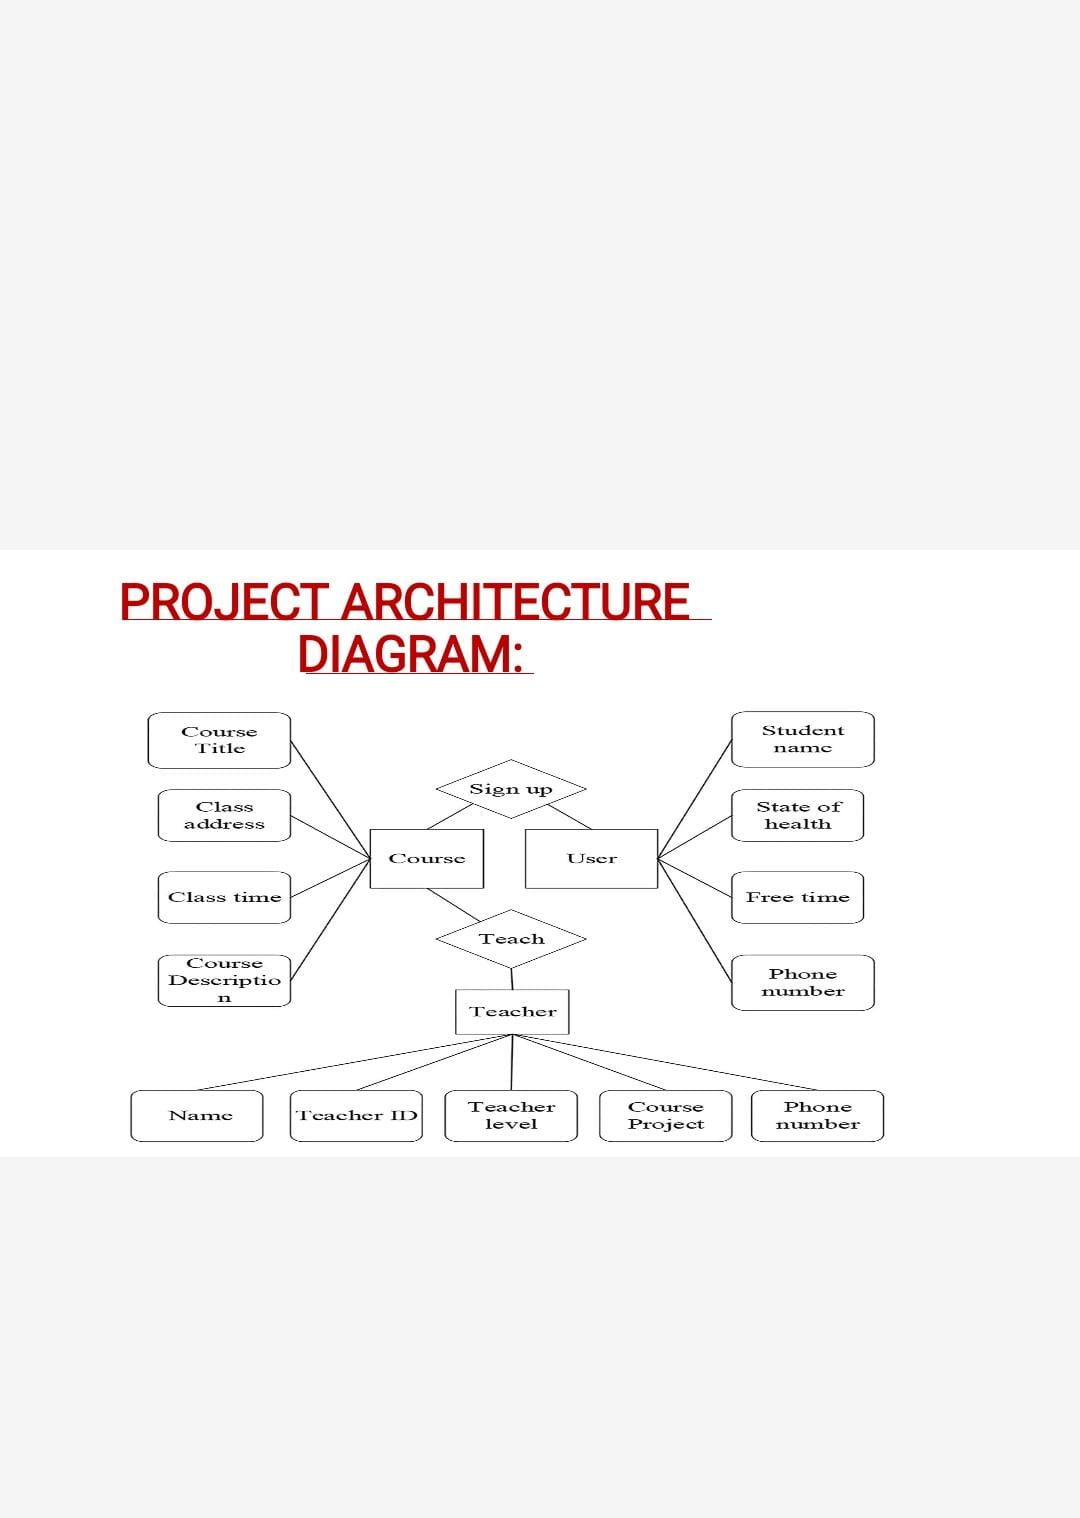 PROJECT ARCHITECTURE
DIAGRAM:
Course
Title
Student
name
Sign up
Class
address
State of
health
Course
User
Class time
Free time
Teach
Course
Descriptio
n
Phone
number
Teacher
Name
Teacher ID
Teacher
level
Course
Project
Phone
number